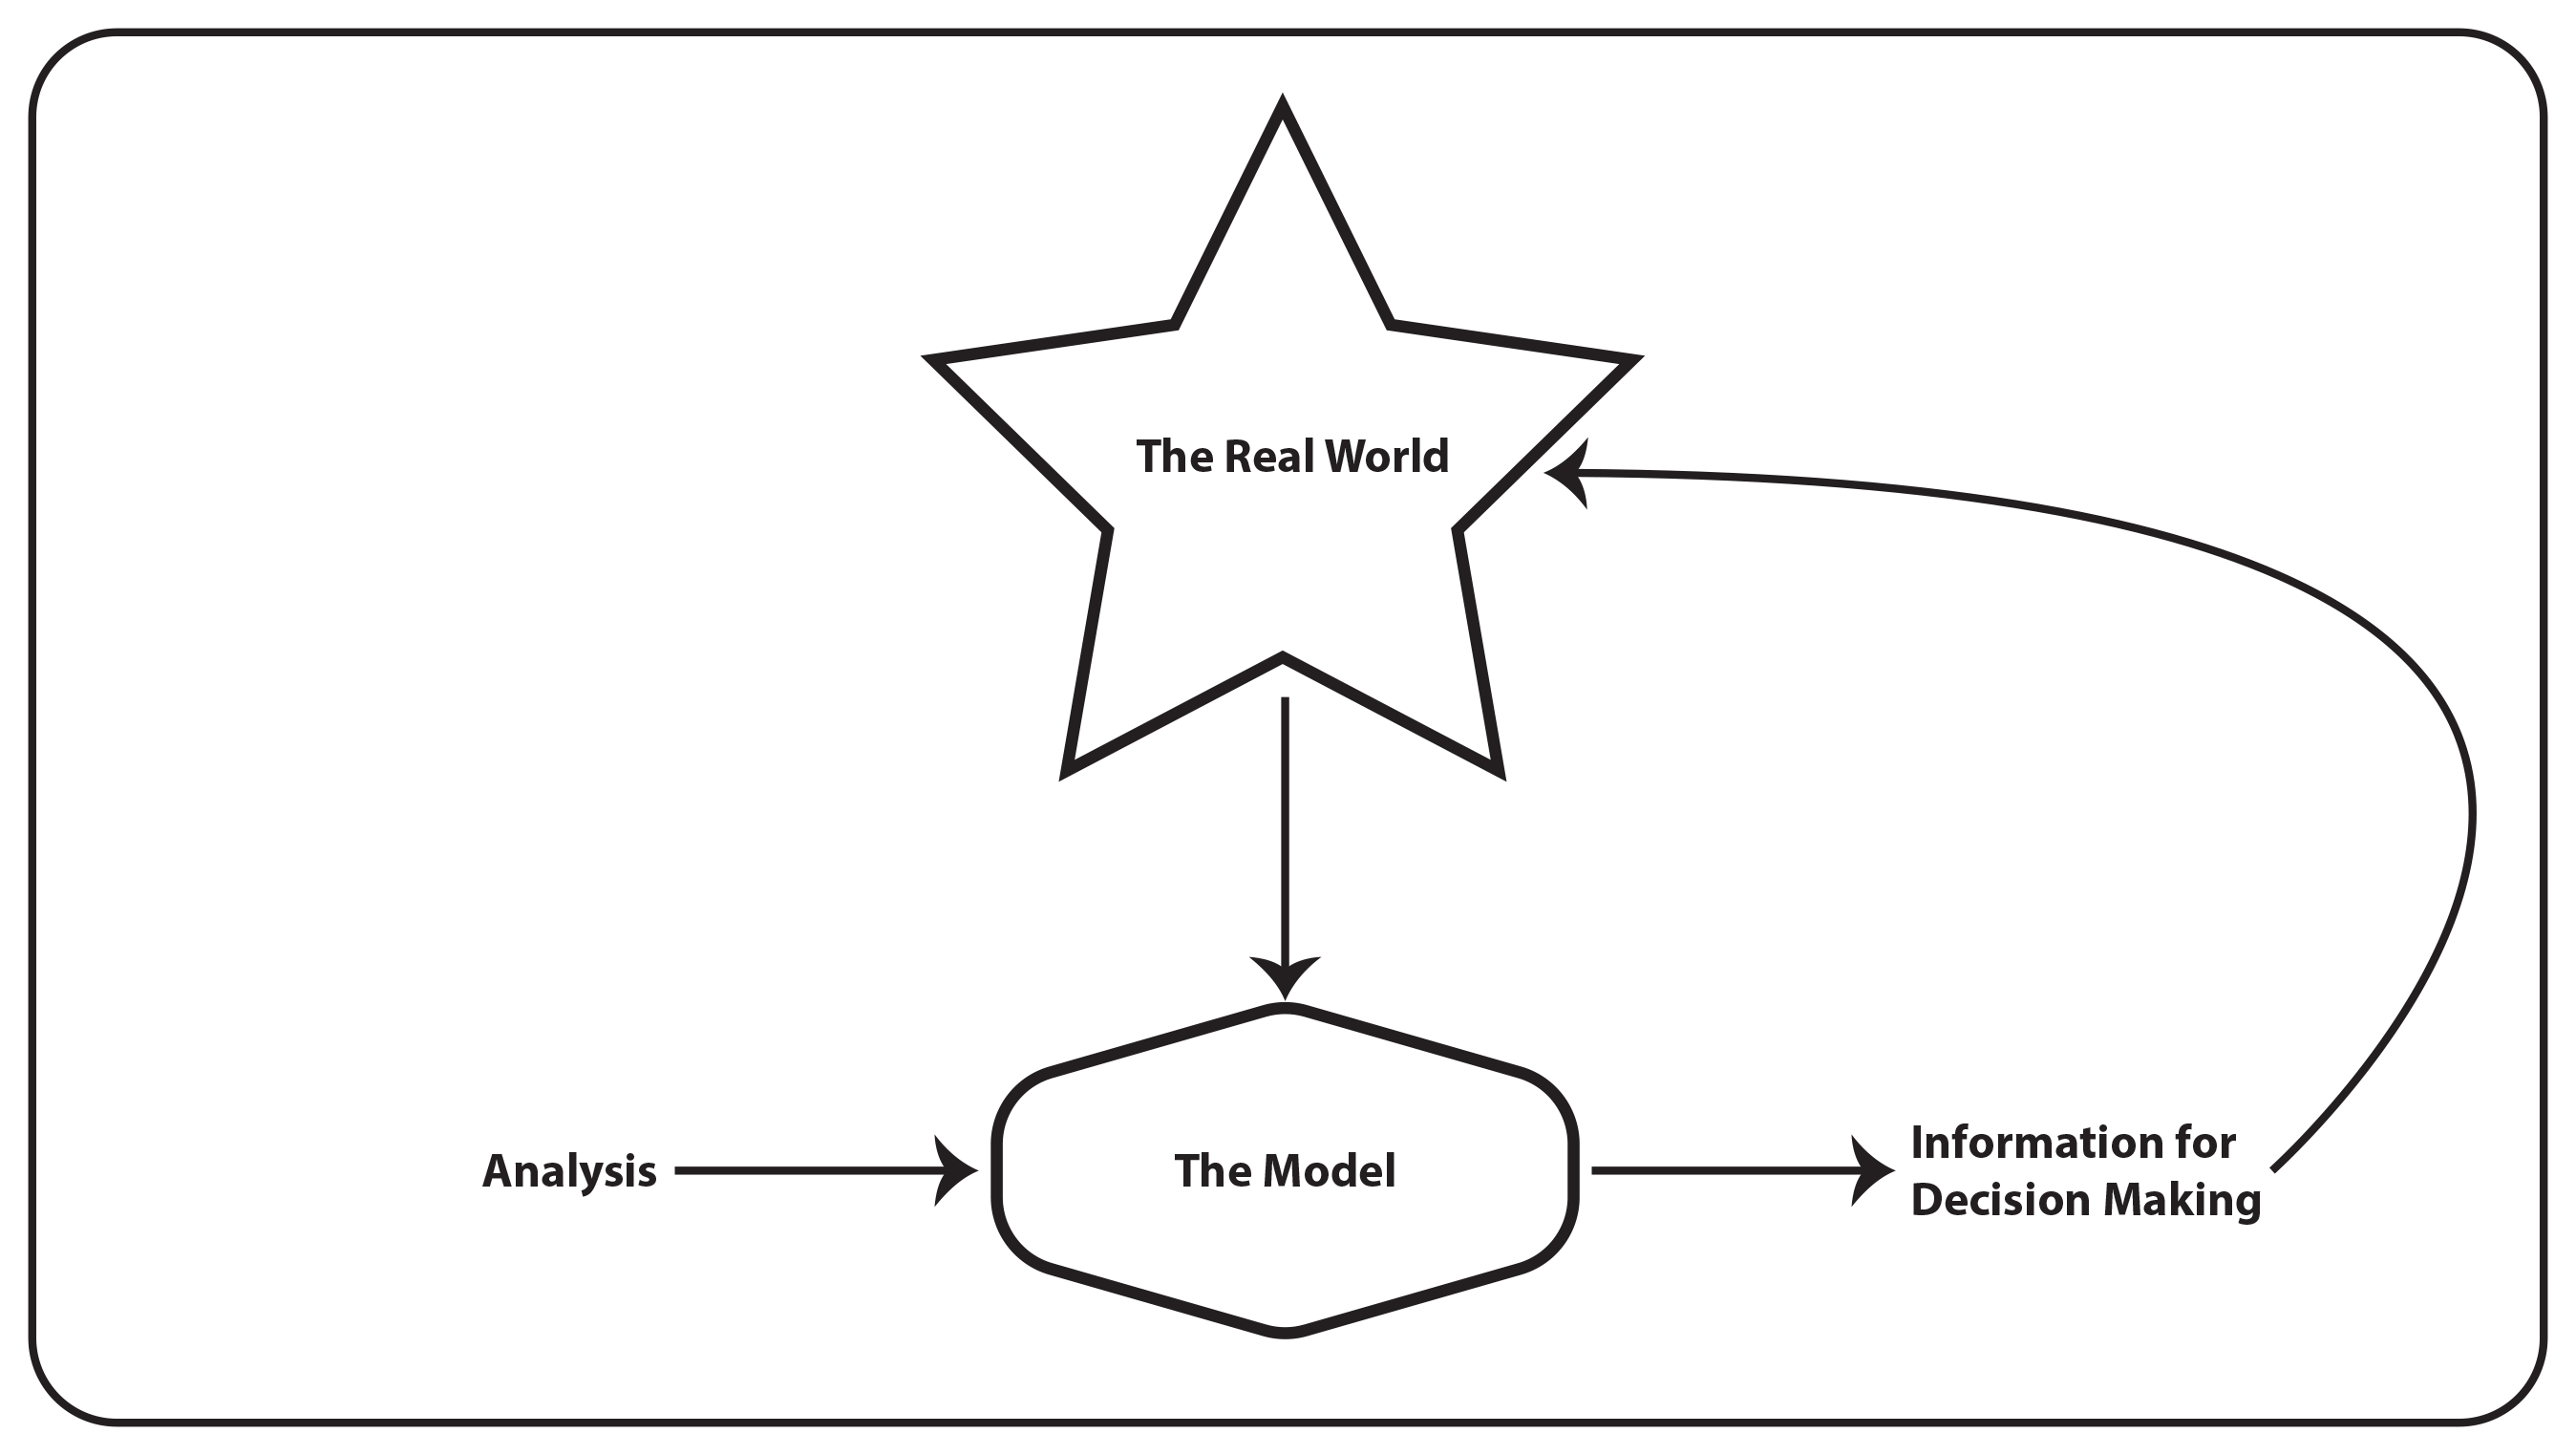 The Real World
Analysis
The Model
Information for
Decision Making